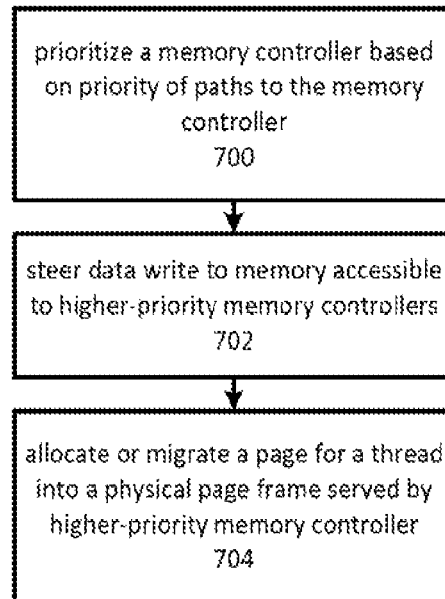 prioritize a memory controller based
on priority of paths to the memory
controller
700
steer data write to memory accessible
to higher-priority memory controllers
702
allocate or migrate a page for a thread
into a physical page frame served by
higher-priority memory controller
704